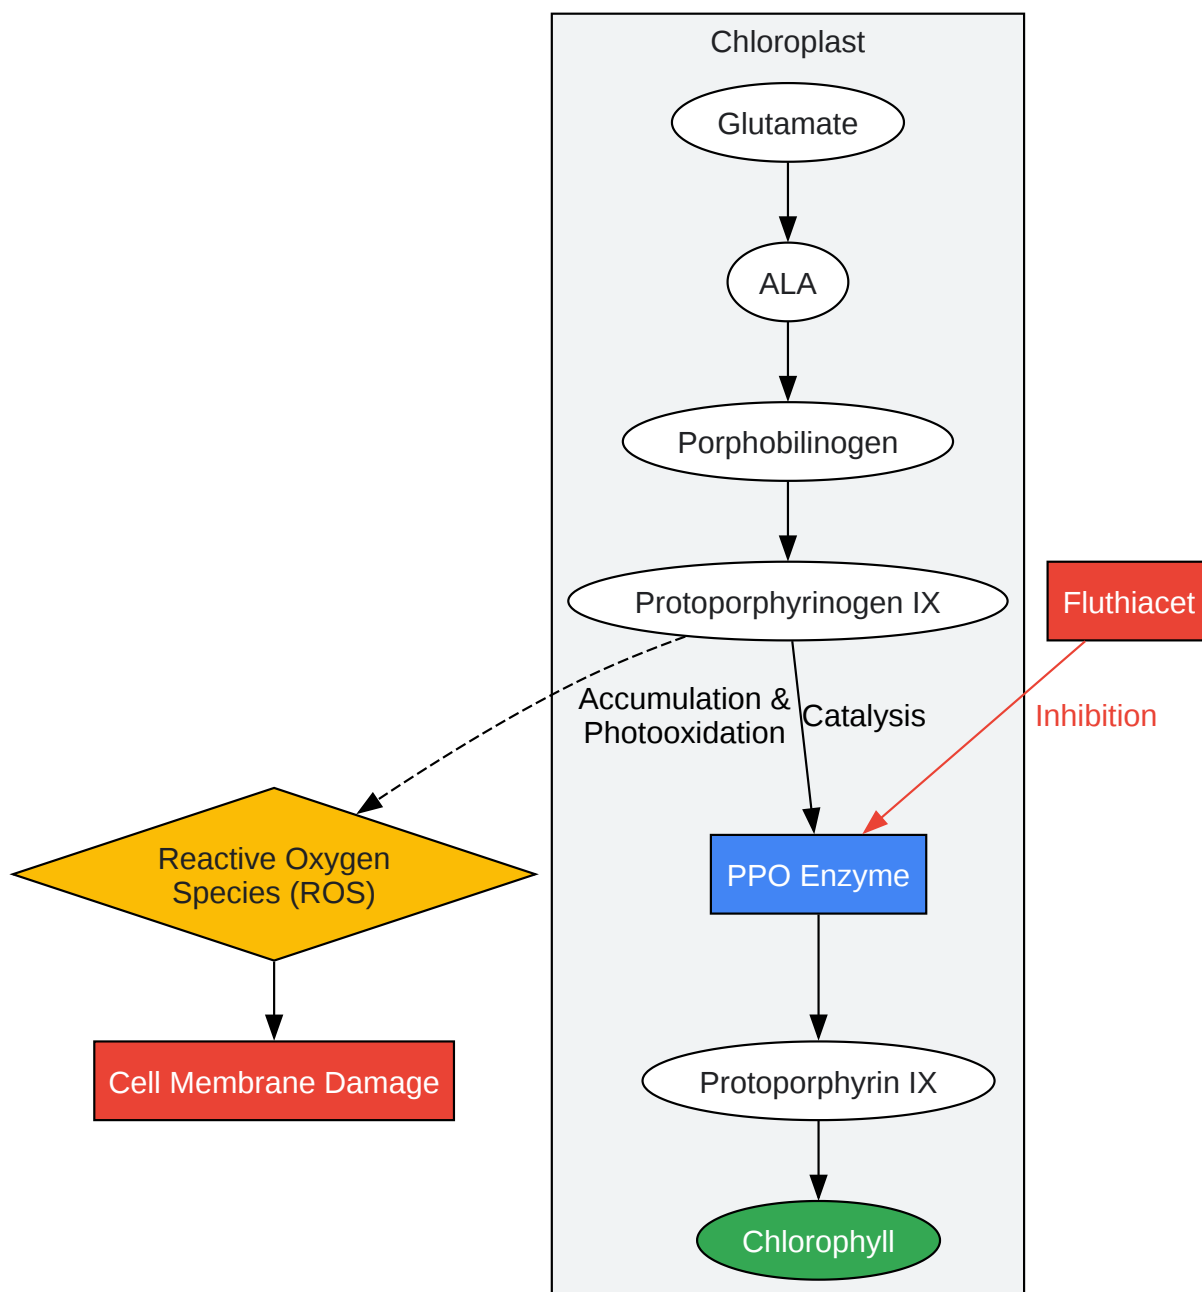 Chloroplast
Glutamate
ALA
Porphobilinogen
Protoporphyrinogen IX
Fluthiacet
Accumulation &
Photooxidation
Catalysis
Inhibition
Reactive Oxygen
Species (ROS)
PPO Enzyme
Cell Membrane Damage
Protoporphyrin IX
Chlorophyll